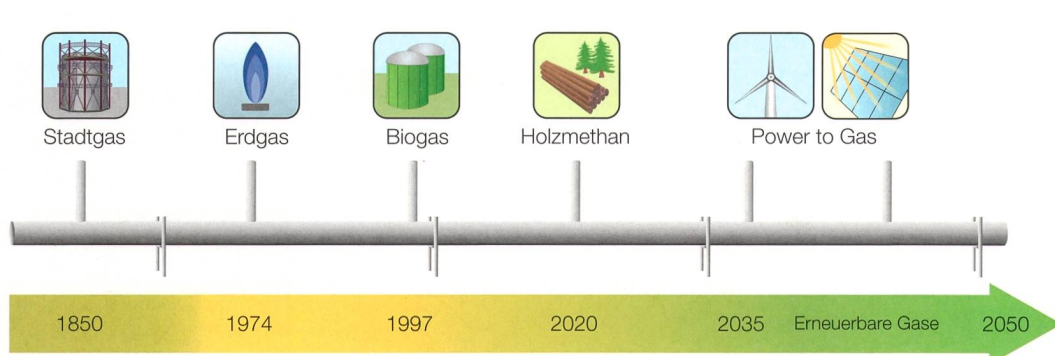 Stadtgas
Erdgas
Biogas
Holzmethan
Power to Gas
1850
1974
1997
2020
2035
Erneuerbare Gase
2050